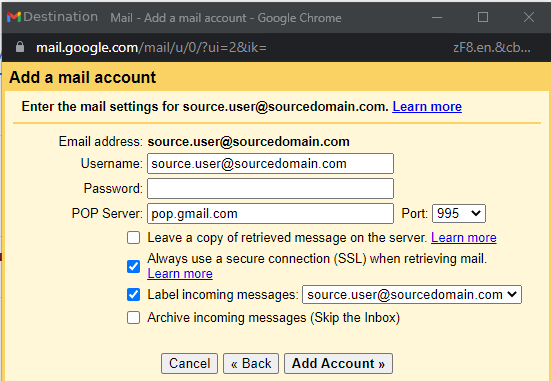 Destination Mail - Add a mail account - Google Chrome
mail.google.com/mail/u/0/?ui=2&ik= zF8.en.&cb...
Add a mail account
Enter the mail settings for source.user@sourcedomain.com. Learn more
Email address: source.user@sourcedomain.com
Username: source.user@sourcedomain.com
Password:
POP Server: pop.gmail.com Port: 995
Leave a copy of retrieved message on the server. Learn more
Always use a secure connection (SSL) when retrieving mail.
Learn more
Label incoming messages: source.user@sourcedomain.com
Archive incoming messages (Skip the Inbox)
Cancel « Back Add Account »